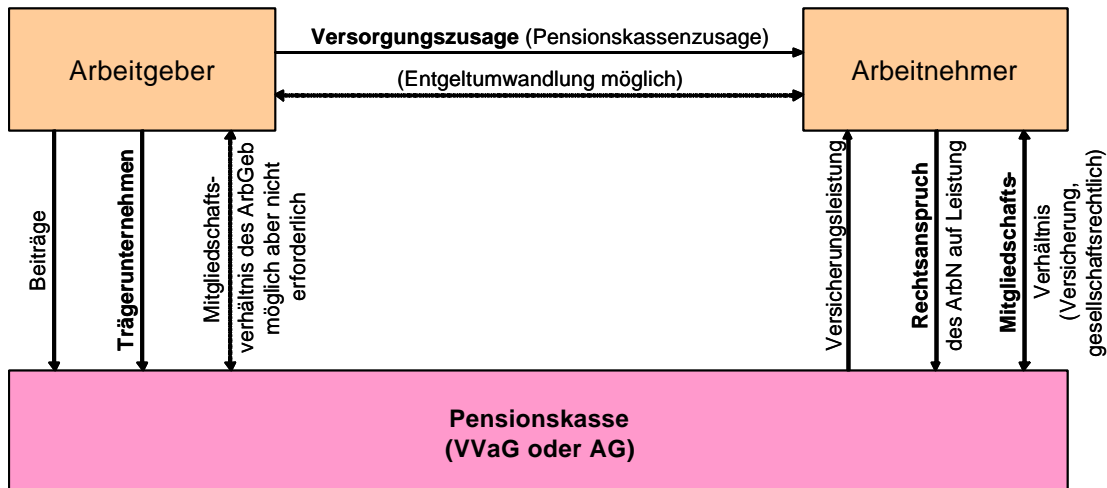 Arbeitgeber
Versorgungszusage (Pensionskassenzusage)
(Entgeltumwandlung möglich)
Arbeitnehmer
Beiträge
Trägerunternehmen
Mitgliedschafts-
verhältnis des ArbGeb
möglich aber nicht
erforderlich
Versicherungsleistung
Rechtsanspruch
des ArbN auf Leistung
Mitgliedschafts-
Verhältnis
(Versicherung,
gesellschaftsrechtlich)
Pensionskasse
(VVaG oder AG)